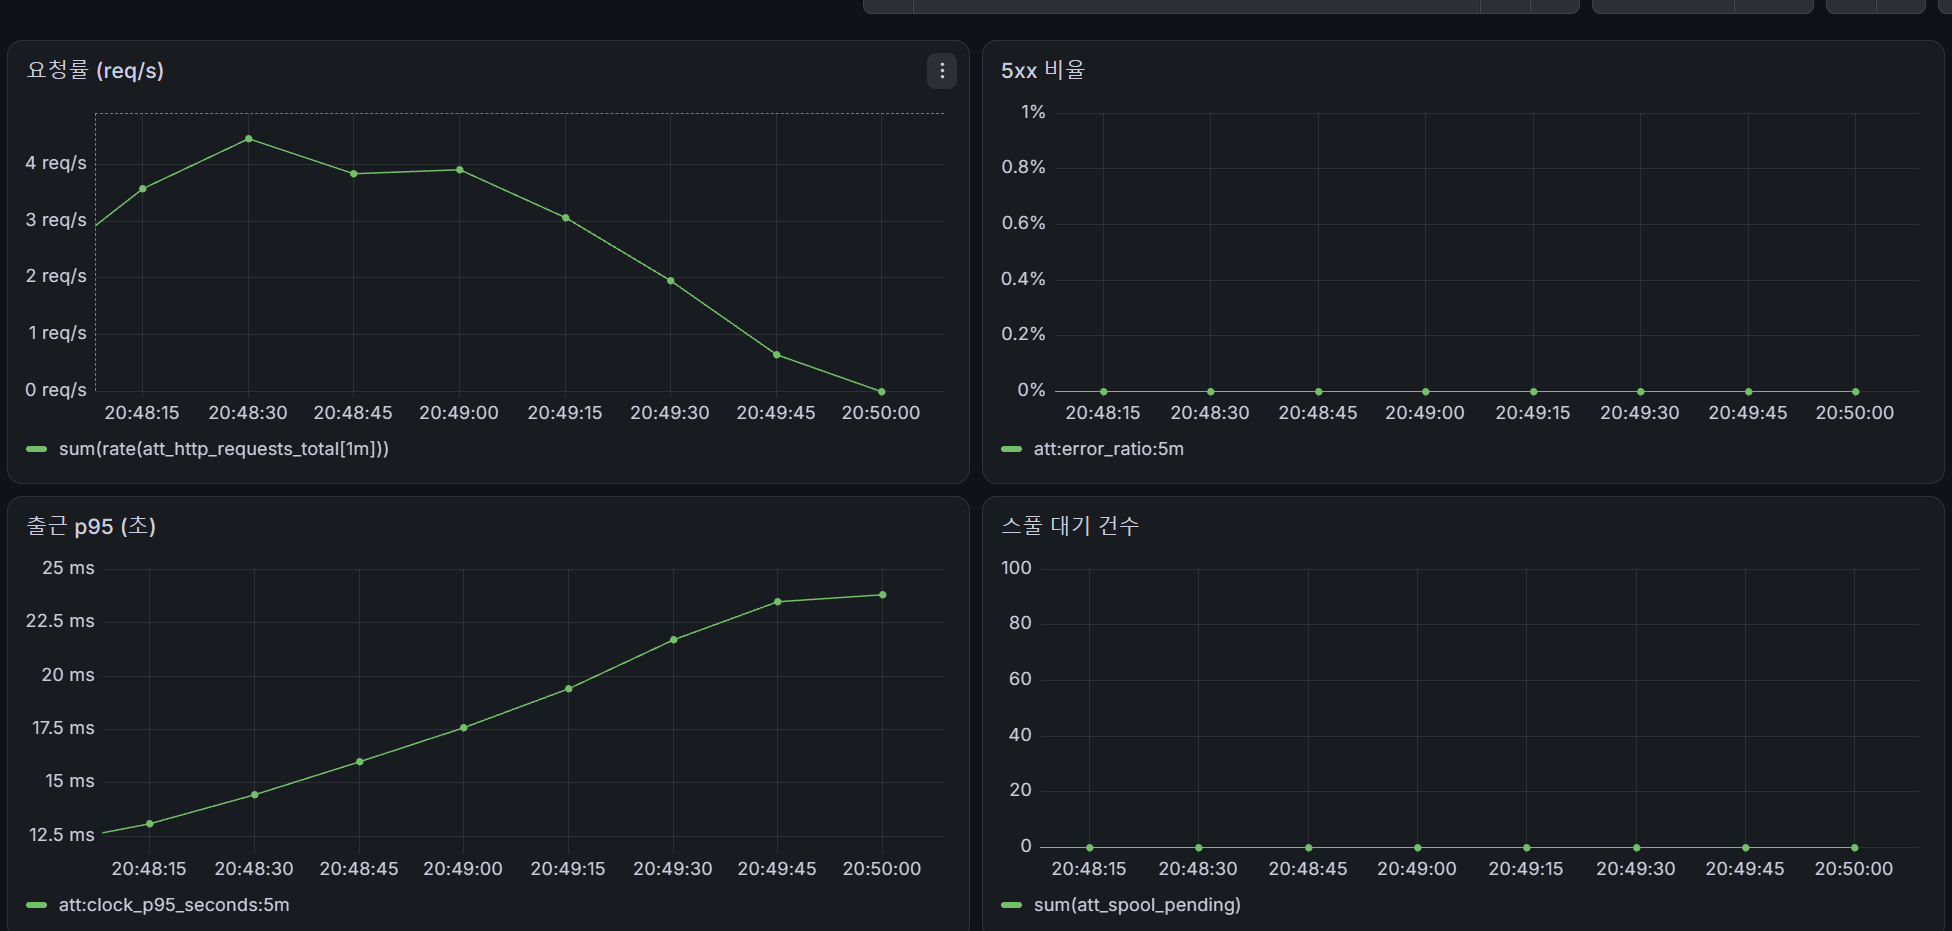 요청률 (req/s)
4 req/s
3 req/s
2 req/s
1 req/s
0 req/s
20:48:15 20:48:30 20:48:45 20:49:00 20:49:15 20:49:30 20:49:45 20:50:00
sum(rate(att_http_requests_total[1m]))
5xx 비율
1%
0.8%
0.6%
0.4%
0.2%
0%
20:48:15 20:48:30 20:48:45 20:49:00 20:49:15 20:49:30 20:49:45 20:50:00
att:error_ratio:5m
출근 p95 (초)
25 ms
22.5 ms
20 ms
17.5 ms
15 ms
12.5 ms
20:48:15 20:48:30 20:48:45 20:49:00 20:49:15 20:49:30 20:49:45 20:50:00
att:clock_p95_seconds:5m
스풀 대기 건수
100
80
60
40
20
0
20:48:15 20:48:30 20:48:45 20:49:00 20:49:15 20:49:30 20:49:45 20:50:00
sum(att_spool_pending)